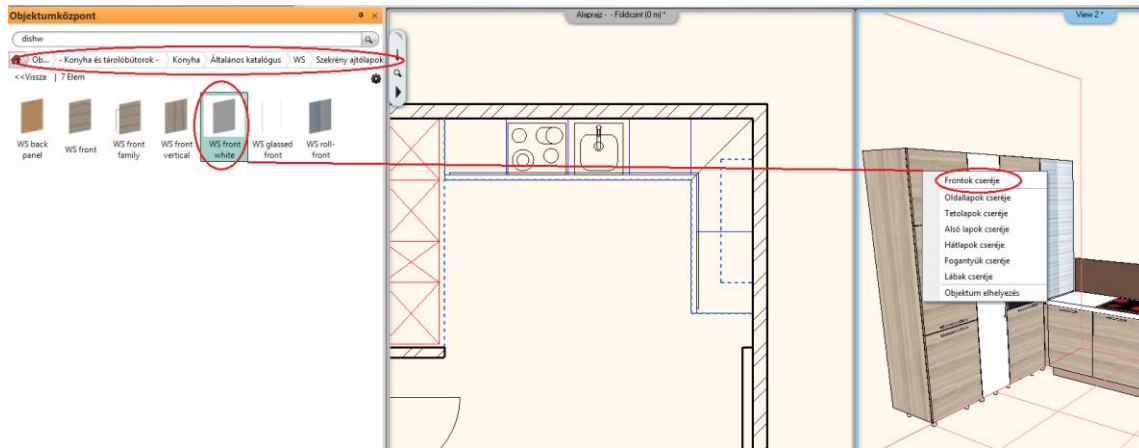 Objektumközpont
Alaprajz - - Földszint (0 m) *
View 2 *
dishw
Ob... - Konyha és tárolóbútorok - Konyha Általános katalógus WS Szekrény ajtólapok
<<Vissza | 7 Elem
WS back panel
WS front
WS front family
WS front vertical
WS front white
WS glassed front
WS roll-front
Frontok cseréje
Oldallapok cseréje
Tetolapok cseréje
Alsó lapok cseréje
Hátlapok cseréje
Fogantyúk cseréje
Lábak cseréje
Objektum elhelyezés